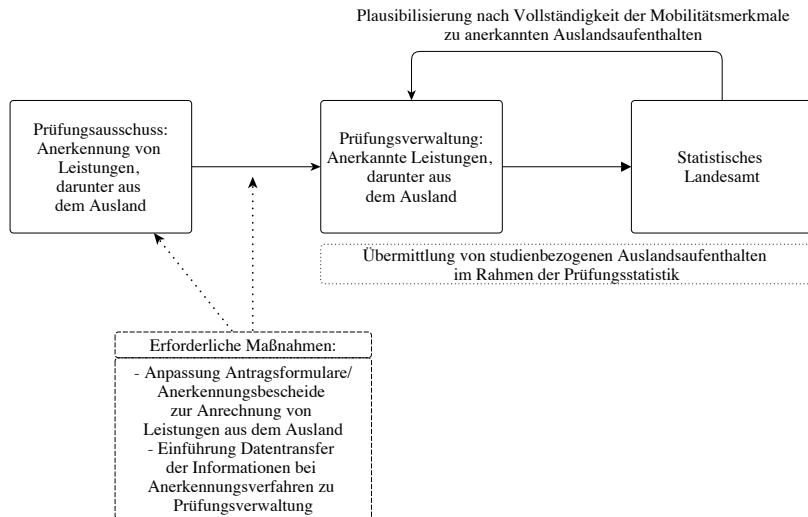 Plausibilisierung nach Vollständigkeit der Mobilitätsmerkmale
zu anerkannten Auslandsaufenthalten
Prüfungsausschuss:
Anerkennung von
Leistungen,
darunter aus
dem Ausland
Prüfungsverwaltung:
Anerkannte Leistungen,
darunter aus
dem Ausland
Statistisches
Landesamt
Übermittlung von studienbezogenen Auslandsaufenthalten
im Rahmen der Prüfungsstatistik
Erforderliche Maßnahmen:
- Anpassung Antragsformulare/
Anerkennungsbescheide
zur Anrechnung von
Leistungen aus dem Ausland
- Einführung Datentransfer
der Informationen bei
Anerkennungsverfahren zu
Prüfungsverwaltung